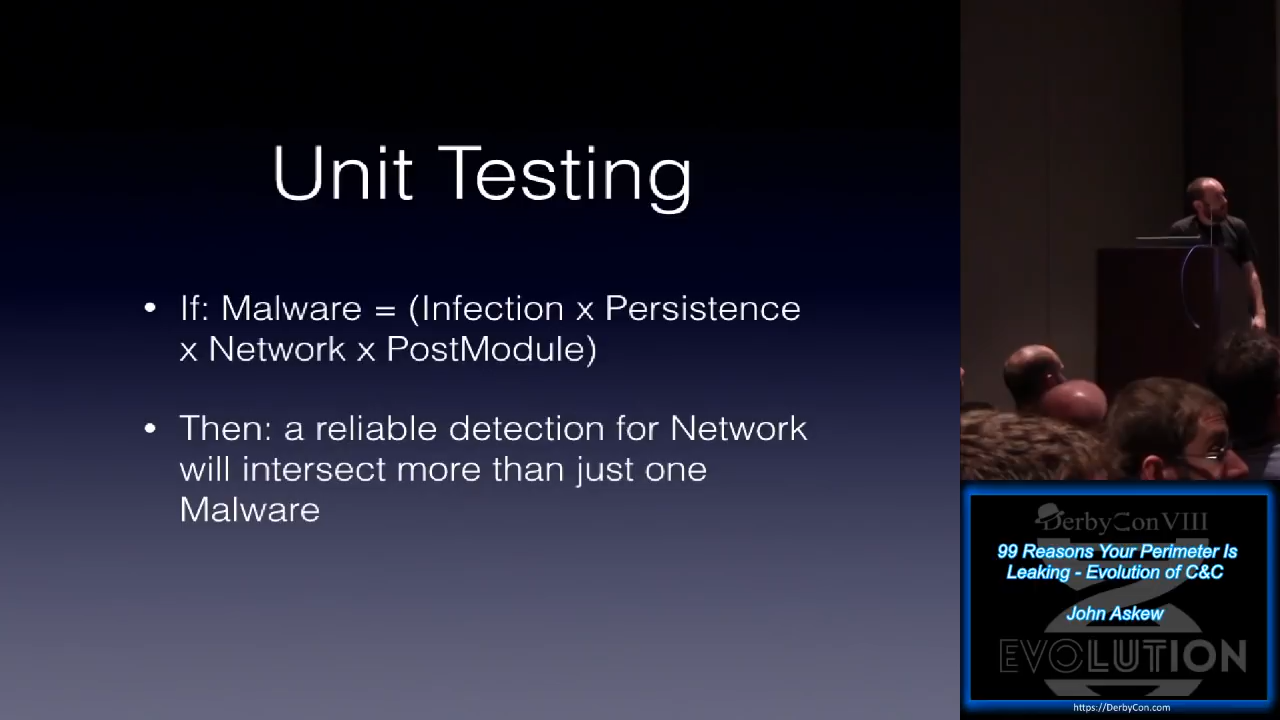 Unit Testing
• If: Malware = (Infection x Persistence
x Network x PostModule)
• Then: a reliable detection for Network
will intersect more than just one
Malware
DerbyCon VIII
99 Reasons Your Perimeter Is
Leaking - Evolution of C&C
John Askew
EVOLUTION
https://DerbyCon.com